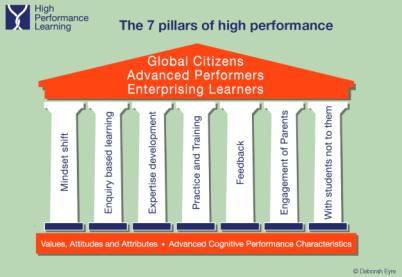 High
Performance
Learning
The 7 pillars of high performance
Global Citizens
Advanced Performers
Enterprising Learners
Mindset shift
Enquiry based learning
Expertise development
Practice and Training
Feedback
Engagement of Parents
With students not to them
Values, Attitudes and Attributes • Advanced Cognitive Performance Characteristics
© Deborah Eyre